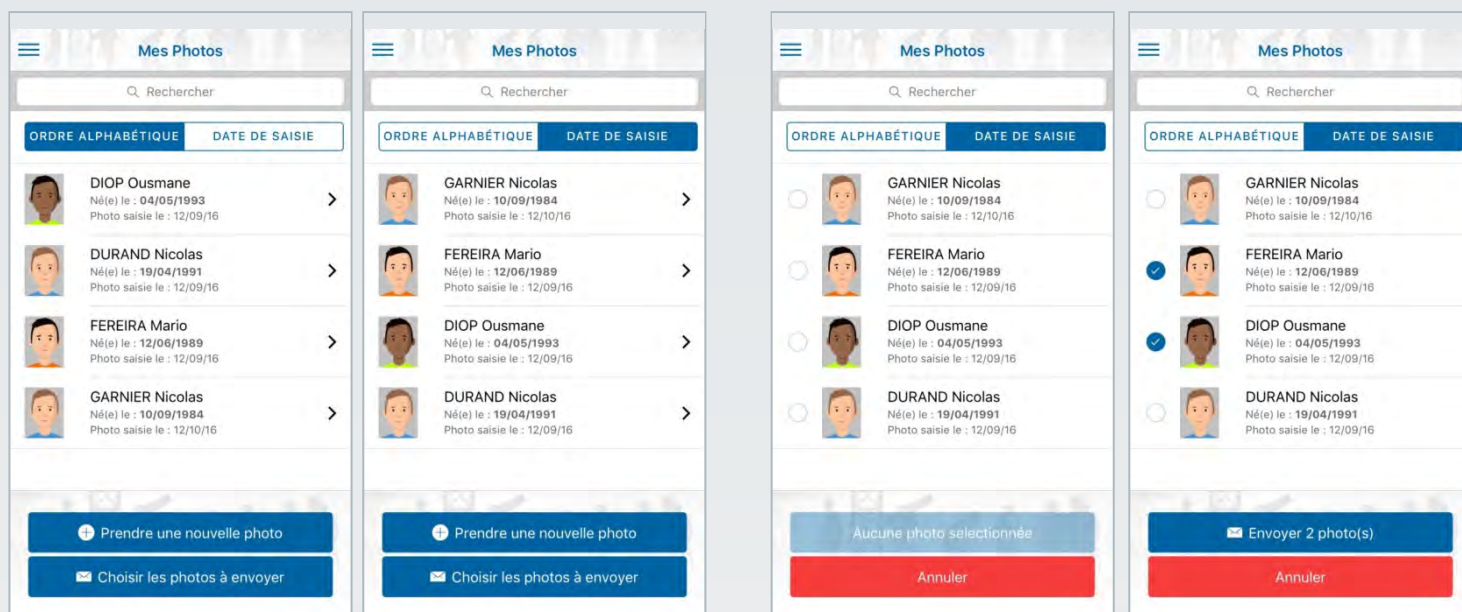 Mes Photos
Rechercher
ORDRE ALPHABÉTIQUE DATE DE SAISIE
DIOP Ousmane
Né(e) le : 04/05/1993
Photo saisie le : 12/09/16
DURAND Nicolas
Né(e) le : 19/04/1991
Photo saisie le : 12/09/16
FEREIRA Mario
Né(e) le : 12/06/1989
Photo saisie le : 12/09/16
GARNIER Nicolas
Né(e) le : 10/09/1984
Photo saisie le : 12/10/16
Prendre une nouvelle photo
Choisir les photos à envoyer
Mes Photos
Rechercher
ORDRE ALPHABÉTIQUE DATE DE SAISIE
GARNIER Nicolas
Né(e) le : 10/09/1984
Photo saisie le : 12/10/16
FEREIRA Mario
Né(e) le : 12/06/1989
Photo saisie le : 12/09/16
DIOP Ousmane
Né(e) le : 04/05/1993
Photo saisie le : 12/09/16
DURAND Nicolas
Né(e) le : 19/04/1991
Photo saisie le : 12/09/16
Prendre une nouvelle photo
Choisir les photos à envoyer
Mes Photos
Rechercher
ORDRE ALPHABÉTIQUE DATE DE SAISIE
GARNIER Nicolas
Né(e) le : 10/09/1984
Photo saisie le : 12/10/16
FEREIRA Mario
Né(e) le : 12/06/1989
Photo saisie le : 12/09/16
DIOP Ousmane
Né(e) le : 04/05/1993
Photo saisie le : 12/09/16
DURAND Nicolas
Né(e) le : 19/04/1991
Photo saisie le : 12/09/16
Aucune photo selectionnée
Annuler
Mes Photos
Rechercher
ORDRE ALPHABÉTIQUE DATE DE SAISIE
GARNIER Nicolas
Né(e) le : 10/09/1984
Photo saisie le : 12/10/16
FEREIRA Mario
Né(e) le : 12/06/1989
Photo saisie le : 12/09/16
DIOP Ousmane
Né(e) le : 04/05/1993
Photo saisie le : 12/09/16
DURAND Nicolas
Né(e) le : 19/04/1991
Photo saisie le : 12/09/16
Envoyer 2 photo(s)
Annuler